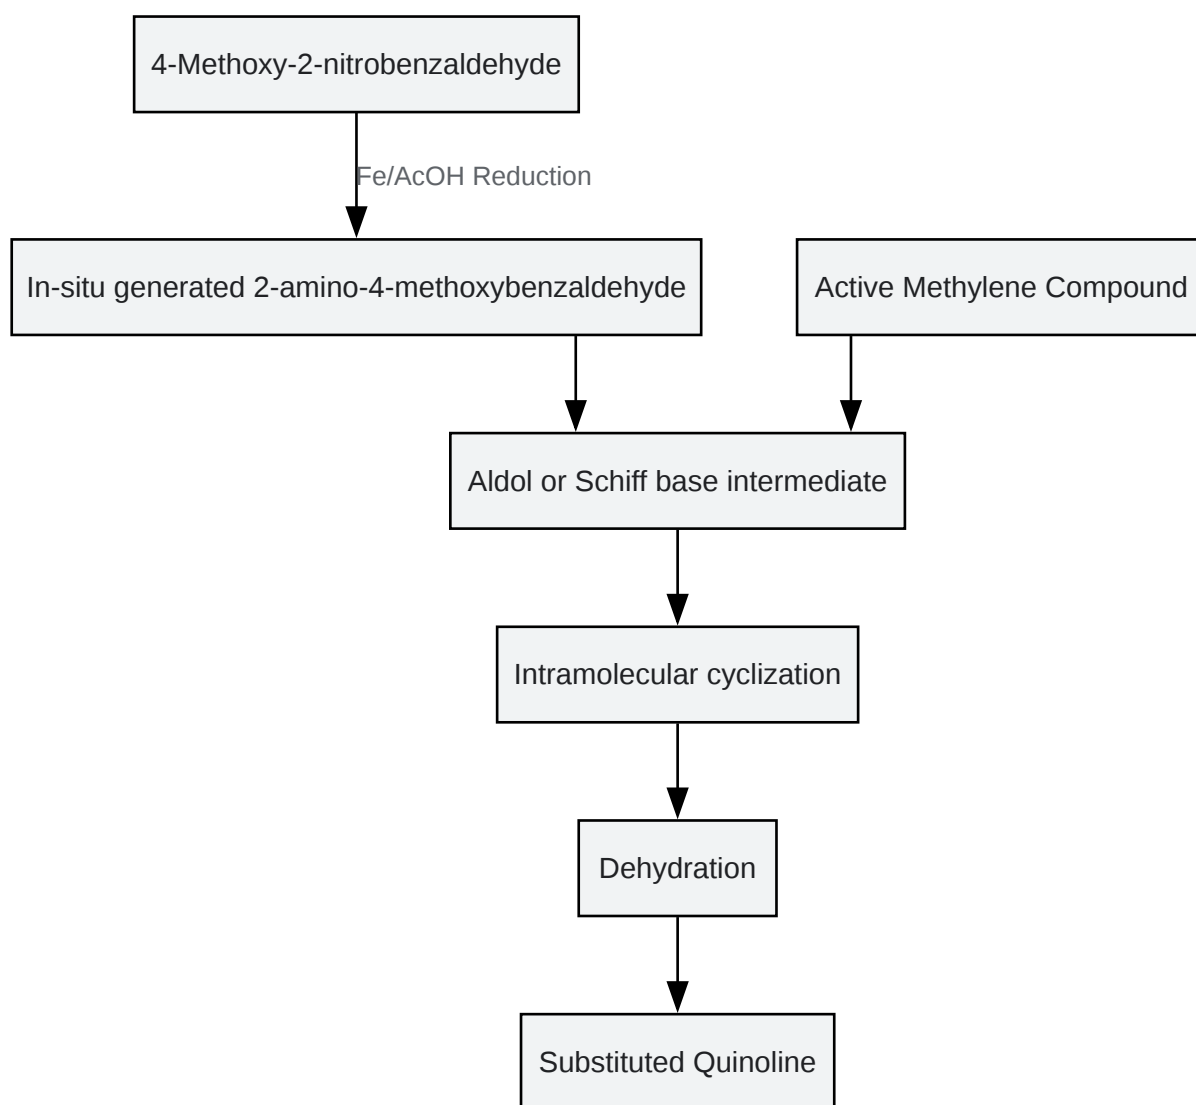 4-Methoxy-2-nitrobenzaldehyde
Fe/AcOH Reduction
In-situ generated 2-amino-4-methoxybenzaldehyde
Active Methylene Compound
Aldol or Schiff base intermediate
Intramolecular cyclization
Dehydration
Substituted Quinoline